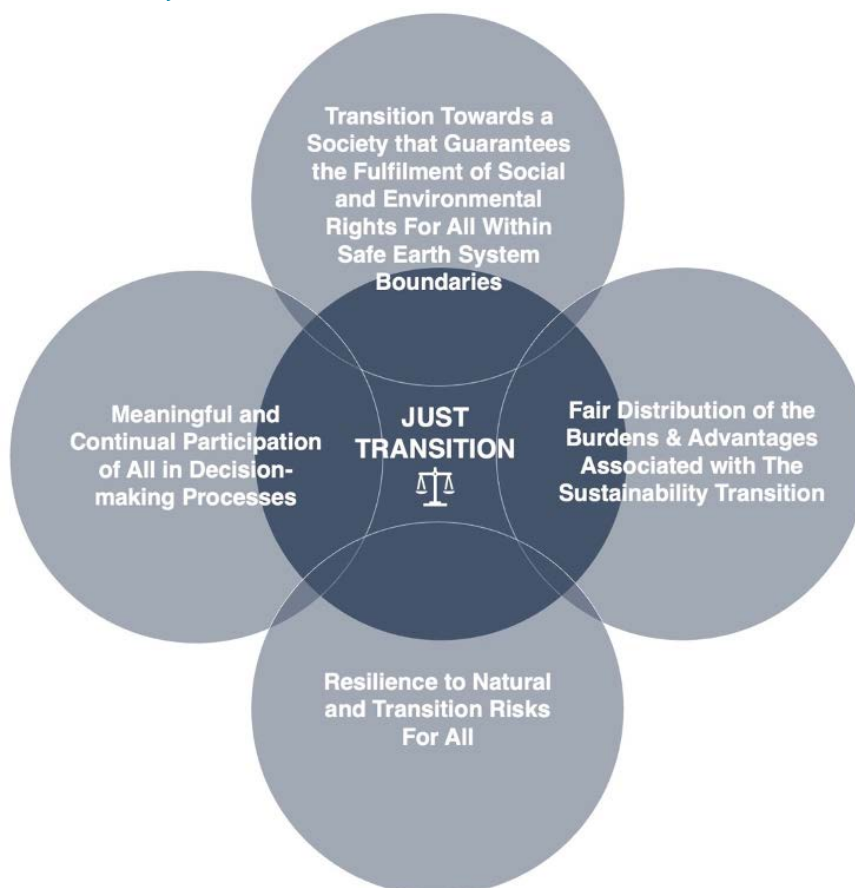 Transition Towards a
Society that Guarantees
the Fulfilment of Social
and Environmental
Rights For All Within
Safe Earth System
Boundaries
Meaningful and
Continual Participation
of All in Decision-
making Processes
JUST
TRANSITION
Fair Distribution of the
Burdens & Advantages
Associated with The
Sustainability Transition
Resilience to Natural
and Transition Risks
For All